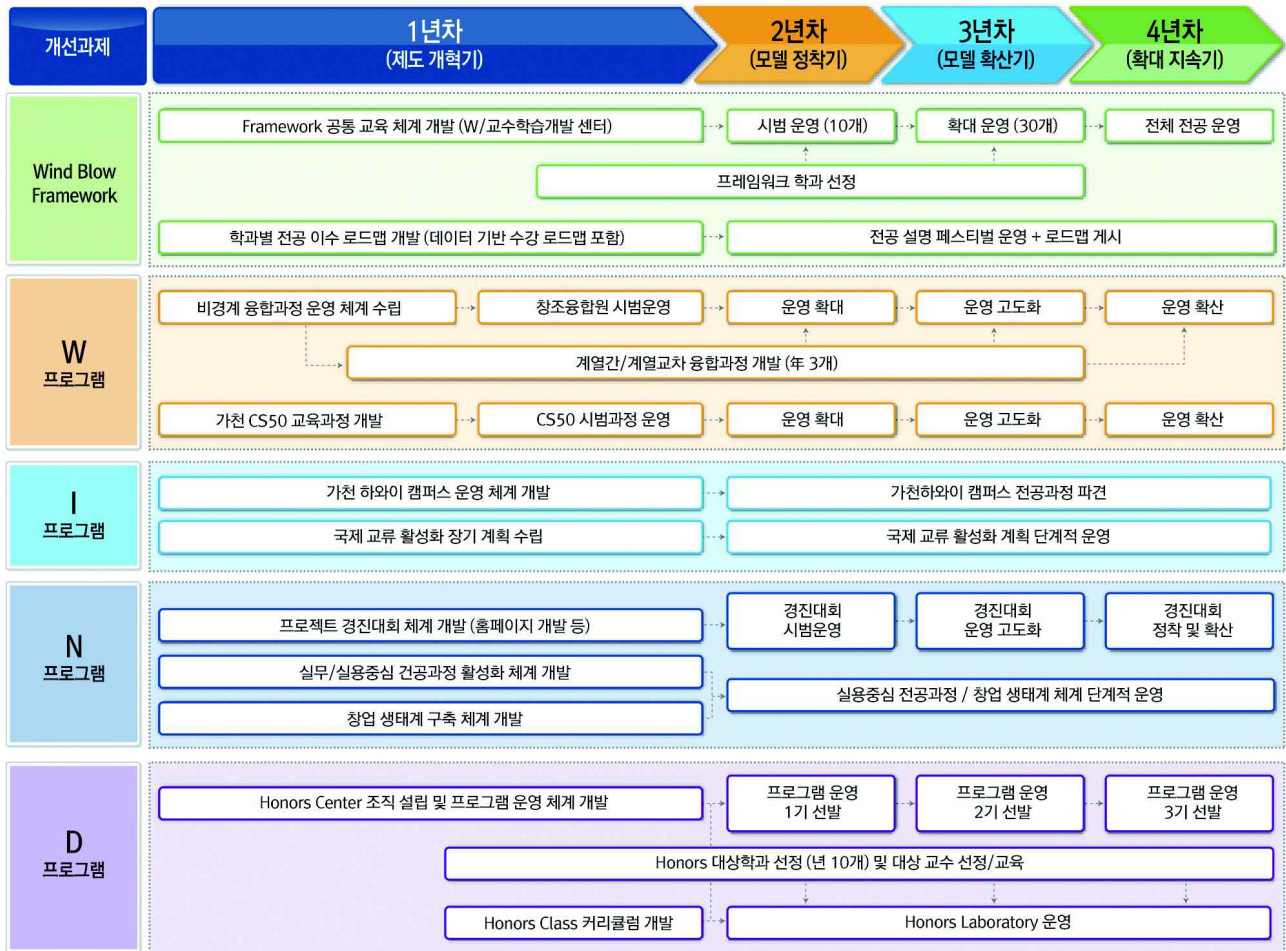 개선과제
1년차
(제도 개혁기)
2년차
(모델 정착기)
3년차
(모델 확산기)
4년차
(확대 지속기)
Wind Blow
Framework
Framework 공통 교육 체계 개발 (W/교수학습개발 센터)
시범 운영 (10개)
확대 운영 (30개)
전체 전공 운영
프레임워크 학과 선정
학과별 전공 이수 로드맵 개발 (데이터 기반 수강 로드맵 포함)
전공 설명 페스티벌 운영 + 로드맵 게시
W
프로그램
비경계 융합과정 운영 체계 수립
창조융합원 시범운영
운영 확대
운영 고도화
운영 확산
계열간/계열교차 융합과정 개발 (年 3개)
가천 CS50 교육과정 개발
CS50 시범과정 운영
운영 확대
운영 고도화
운영 확산
I
프로그램
가천 하와이 캠퍼스 운영 체계 개발
가천하와이 캠퍼스 전공과정 파견
국제 교류 활성화 장기 계획 수립
국제 교류 활성화 계획 단계적 운영
N
프로그램
프로젝트 경진대회 체계 개발 (홈페이지 개발 등)
경진대회
시범운영
경진대회
운영 고도화
경진대회
정착 및 확산
실무/실용중심 건공과정 활성화 체계 개발
창업 생태계 구축 체계 개발
실용중심 전공과정 / 창업 생태계 체계 단계적 운영
D
프로그램
Honors Center 조직 설립 및 프로그램 운영 체계 개발
프로그램 운영
1기 선발
프로그램 운영
2기 선발
프로그램 운영
3기 선발
Honors 대상학과 선정 (년 10개) 및 대상 교수 선정/교육
Honors Class 커리큘럼 개발
Honors Laboratory 운영